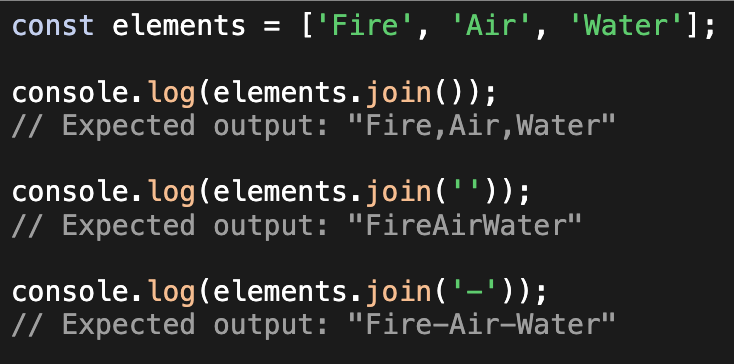 const elements = ['Fire', 'Air', 'Water'];
console.log(elements.join());
// Expected output: "Fire,Air,Water"
console.log(elements.join(''));
// Expected output: "FireAirWater"
console.log(elements.join('-'));
// Expected output: "Fire-Air-Water"